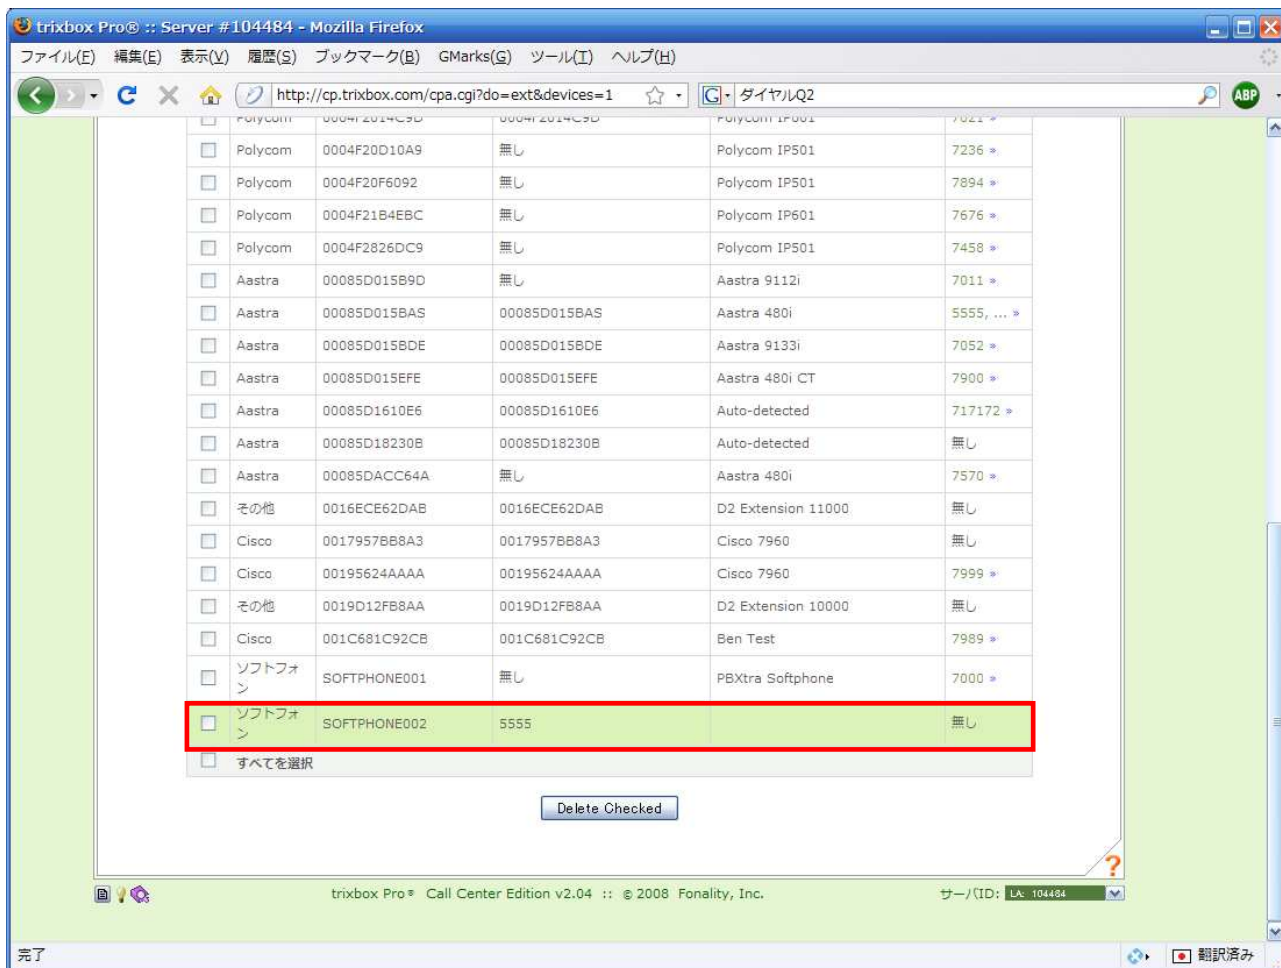 trixbox Pro® :: Server #104484 - Mozilla Firefox
ファイル(F) 編集(E) 表示(V) 履歴(S) ブックマーク(B) GMarks(G) ツール(T) ヘルプ(H)
http://cp.trixbox.com/cpa.cgi?do=ext&devices=1 G ダイヤルQ2 ABP
Polycom 0004F2014C9D 0004F2014C9D Polycom IP601 7021 »
Polycom 0004F20D10A9 無し Polycom IP501 7236 »
Polycom 0004F20F6092 無し Polycom IP501 7894 »
Polycom 0004F21B4EBC 無し Polycom IP601 7676 »
Polycom 0004F2826DC9 無し Polycom IP501 7458 »
Aastra 00085D015B9D 無し Aastra 9112i 7011 »
Aastra 00085D015BAS 00085D015BAS Aastra 480i 5555, ... »
Aastra 00085D015BDE 00085D015BDE Aastra 9133i 7052 »
Aastra 00085D015EFE 00085D015EFE Aastra 480i CT 7900 »
Aastra 00085D1610E6 00085D1610E6 Auto-detected 717172 »
Aastra 00085D18230B 00085D18230B Auto-detected 無し
Aastra 00085DACC64A 無し Aastra 480i 7570 »
その他 0016ECE62DAB 0016ECE62DAB D2 Extension 11000 無し
Cisco 0017957BB8A3 0017957BB8A3 Cisco 7960 無し
Cisco 00195624AAAA 00195624AAAA Cisco 7960 7999 »
その他 0019D12FB8AA 0019D12FB8AA D2 Extension 10000 無し
Cisco 001C681C92CB 001C681C92CB Ben Test 7989 »
ソフトフォン SOFTPHONE001 無し PBXtra Softphone 7000 »
ソフトフォン SOFTPHONE002 5555 無し
すべてを選択
Delete Checked
?
trixbox Pro® Call Center Edition v2.04 :: © 2008 Fonality, Inc. サーバID: LA: 104484
完了 翻訳済み